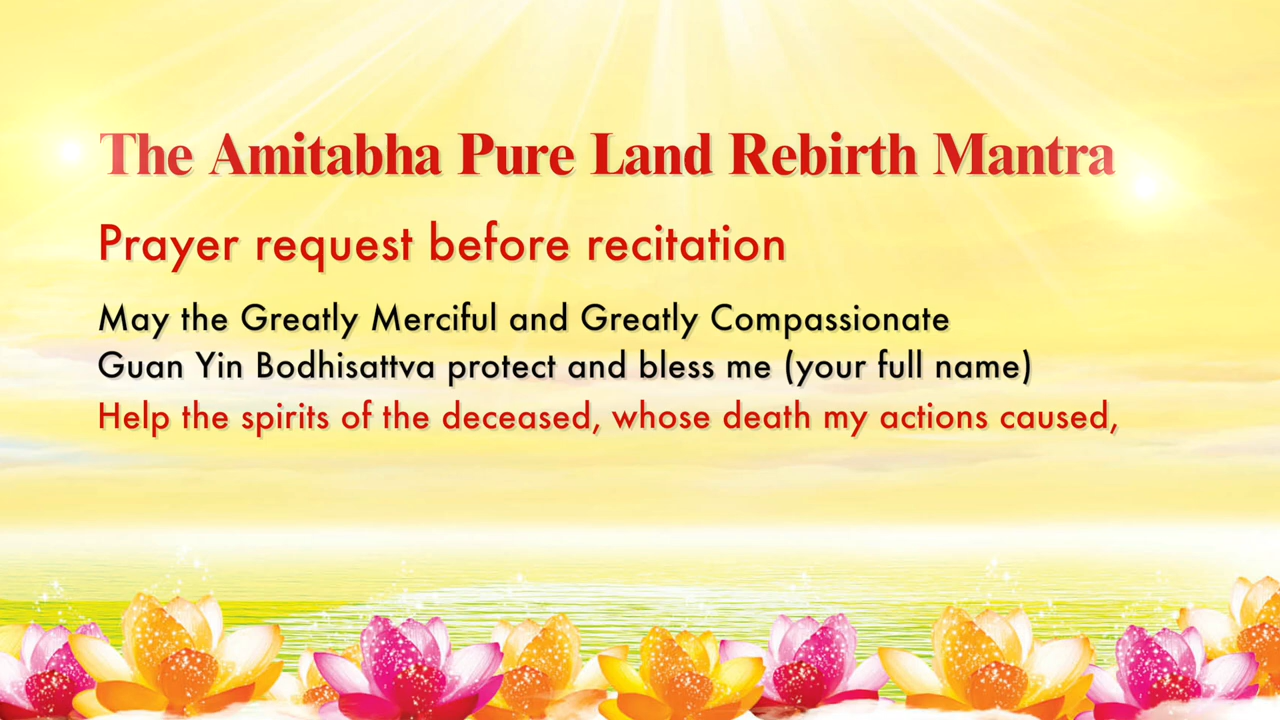 The Amitabha Pure Land Rebirth Mantra
Prayer request before recitation
May the Greatly Merciful and Greatly Compassionate
Guan Yin Bodhisattva protect and bless me (your full name)
Help the spirits of the deceased, whose death my actions caused,